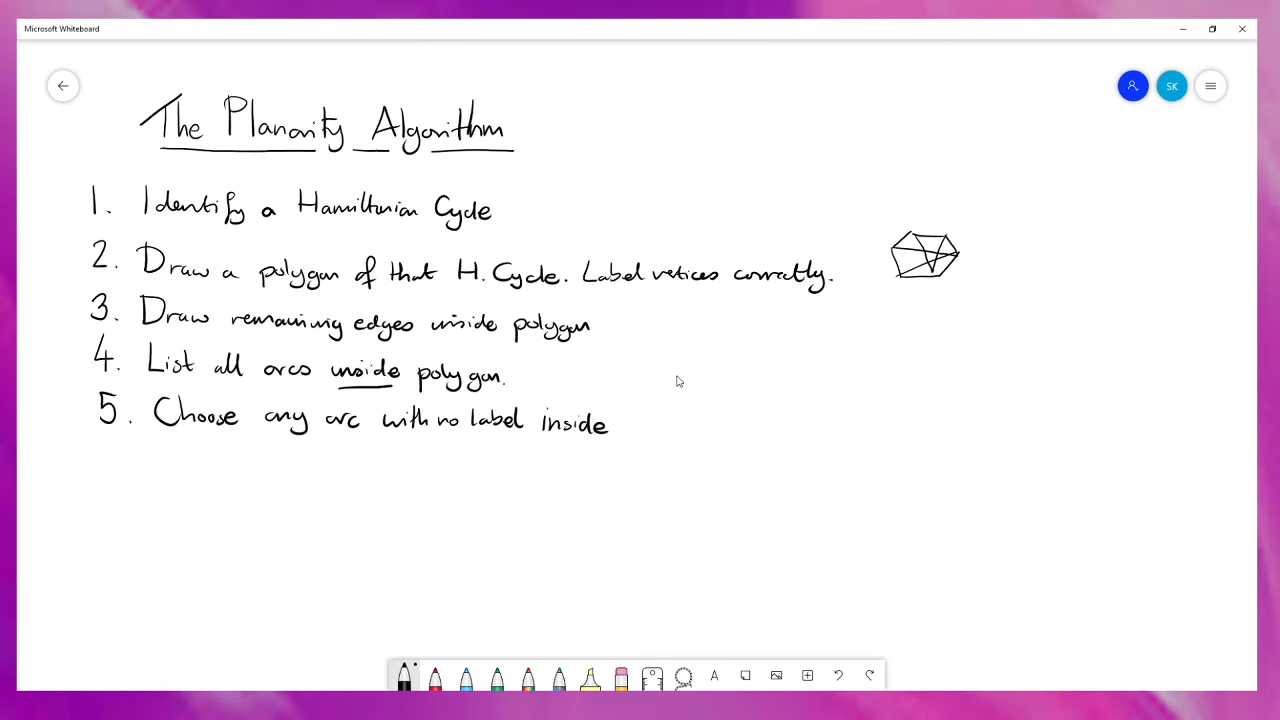 Microsoft Whiteboard
SK
The Planarity Algorithm
1. Identify a Hamiltonian Cycle
2. Draw a polygon of that H. Cycle. Label vetices correctly.
3. Draw remaining edges inside polygon
4. List all arcs inside polygon.
5. Choose any arc with no label inside
A